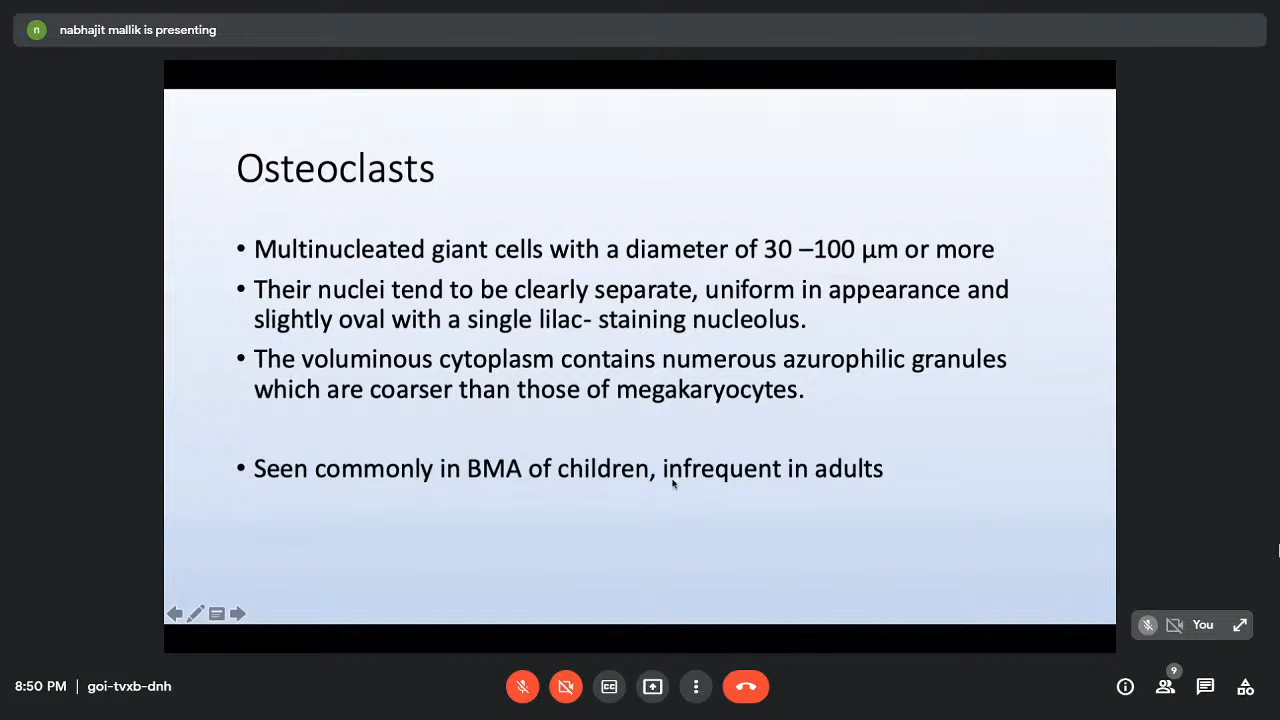 n nabhajit mallik is presenting
Osteoclasts
• Multinucleated giant cells with a diameter of 30 –100 µm or more
• Their nuclei tend to be clearly separate, uniform in appearance and
slightly oval with a single lilac- staining nucleolus.
• The voluminous cytoplasm contains numerous azurophilic granules
which are coarser than those of megakaryocytes.
• Seen commonly in BMA of children, infrequent in adults
You
8:50 PM | goi-tvxb-dnh
CC
9